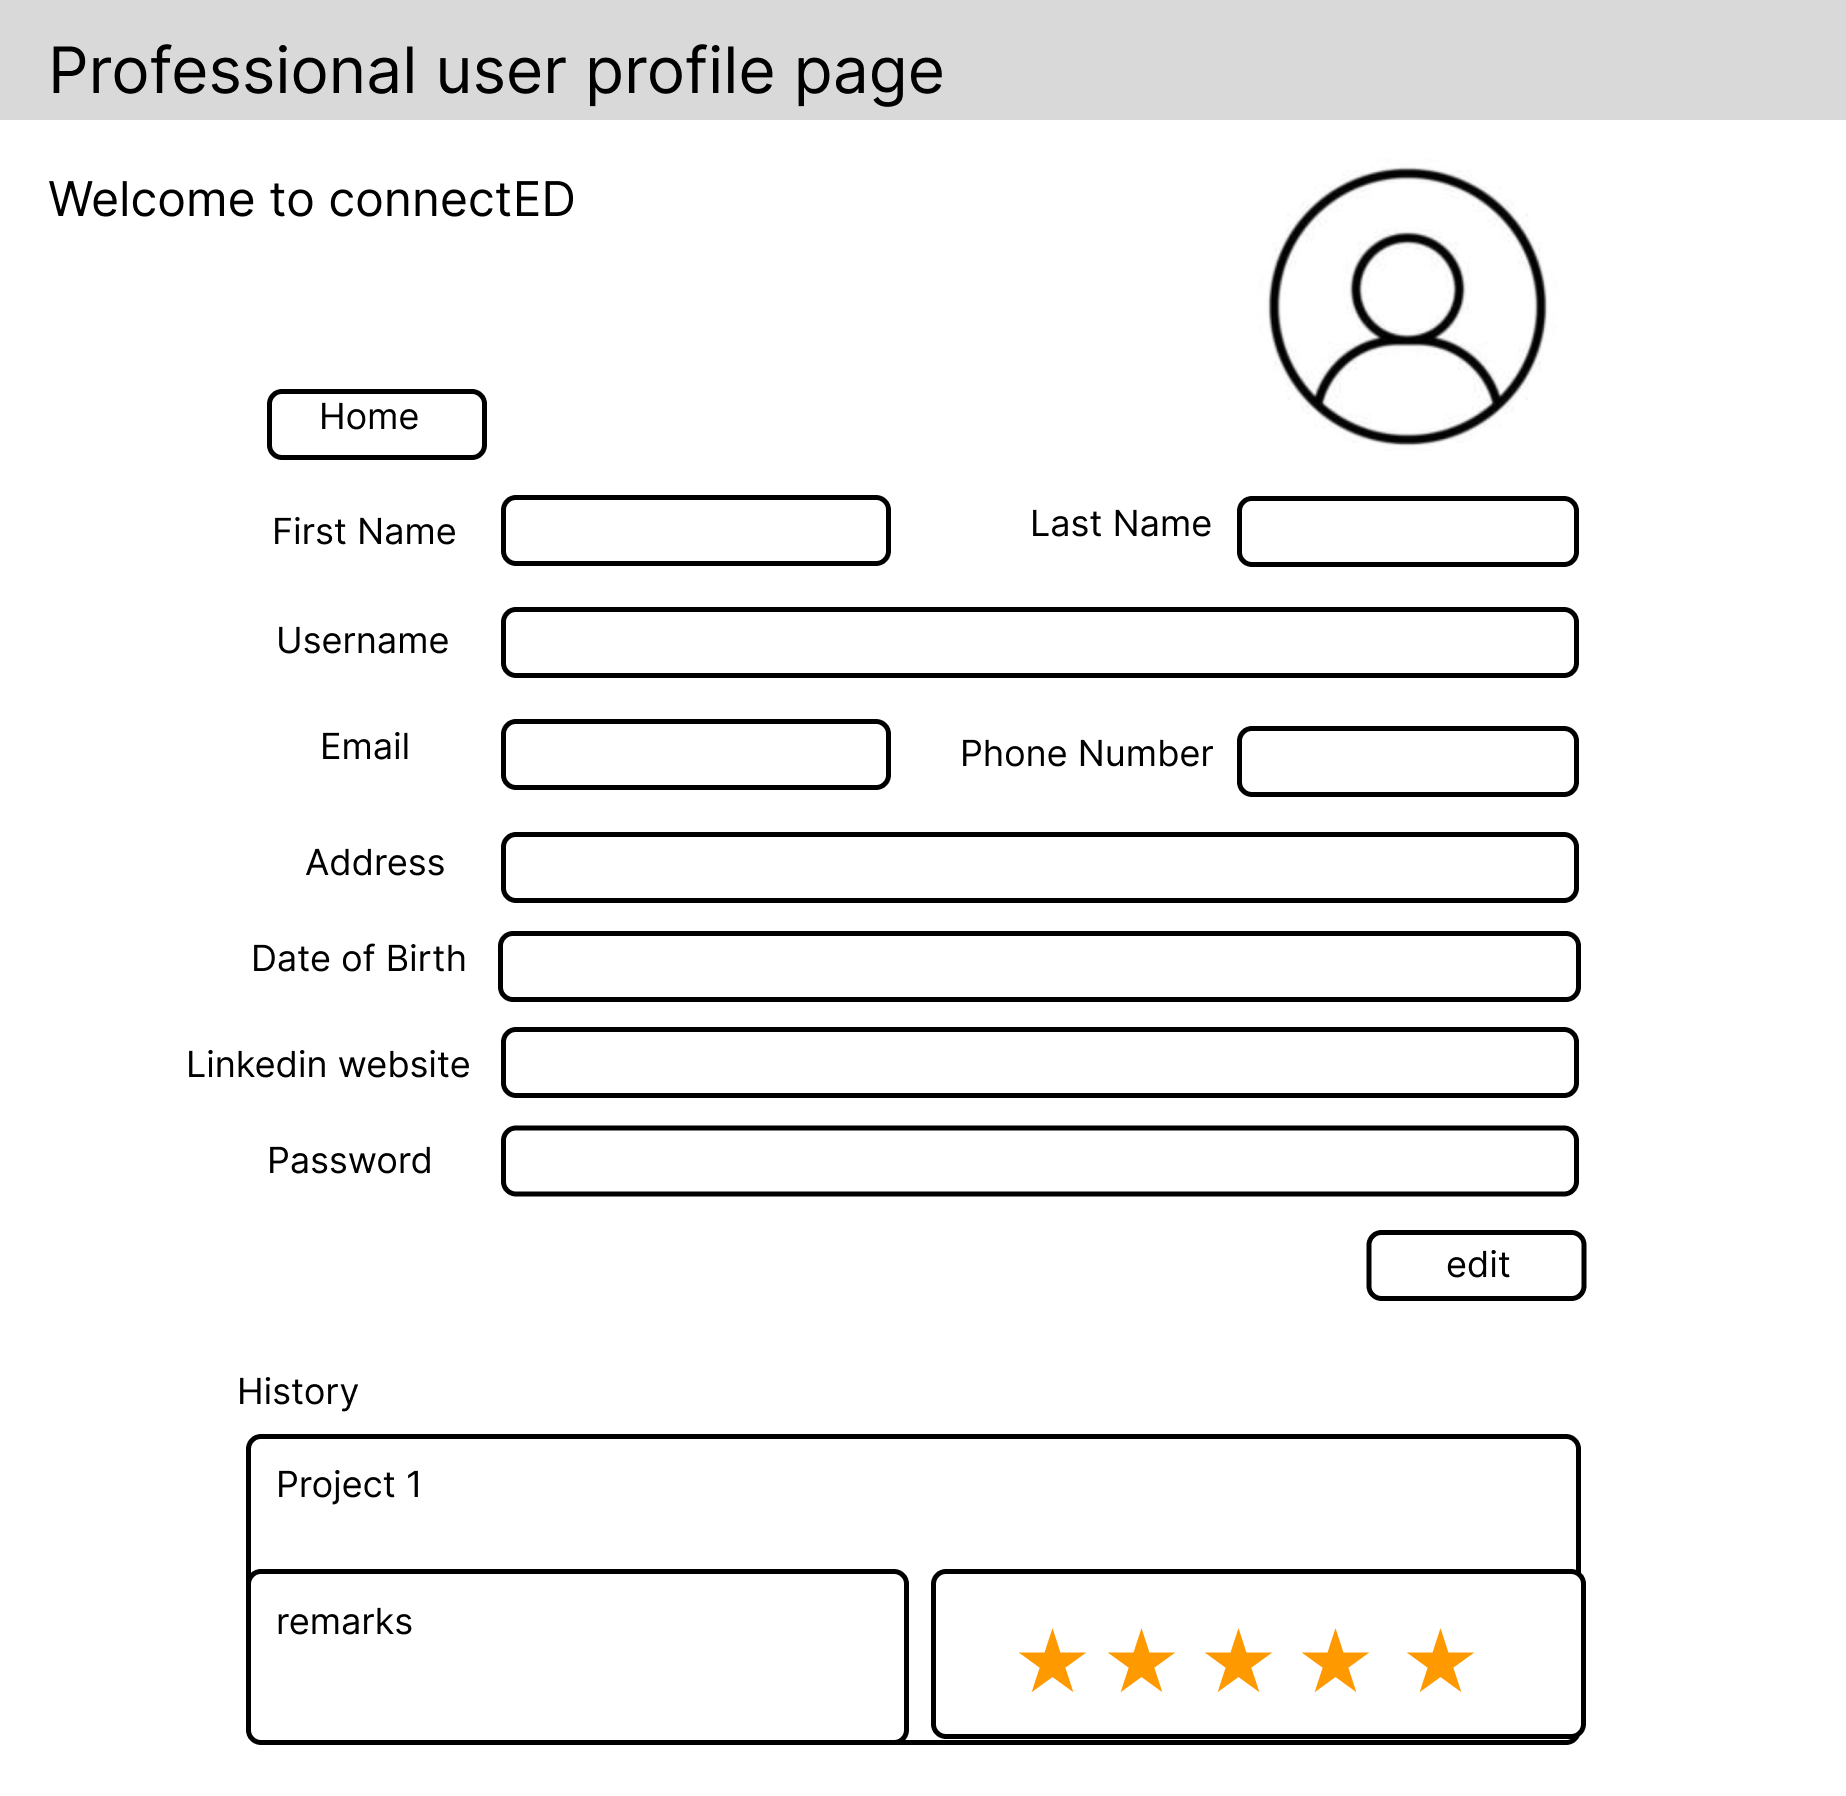 Professional user profile page
Welcome to connectED
Home
First Name
Last Name
Username
Email
Phone Number
Address
Date of Birth
Linkedin website
Password
edit
History
Project 1
remarks